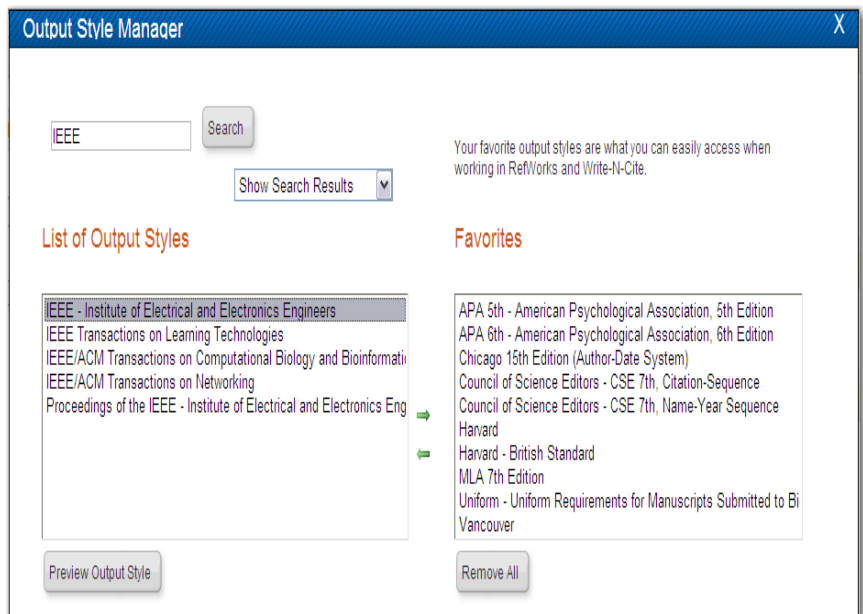 Output Style Manager
X
IEEE
Search
Show Search Results
Your favorite output styles are what you can easily access when
working in RefWorks and Write-N-Cite.
List of Output Styles
IEEE - Institute of Electrical and Electronics Engineers
IEEE Transactions on Learning Technologies
IEEE/ACM Transactions on Computational Biology and Bioinformati
IEEE/ACM Transactions on Networking
Proceedings of the IEEE - Institute of Electrical and Electronics Eng
Favorites
APA 5th - American Psychological Association, 5th Edition
APA 6th - American Psychological Association, 6th Edition
Chicago 15th Edition (Author-Date System)
Council of Science Editors - CSE 7th, Citation-Sequence
Council of Science Editors - CSE 7th, Name-Year Sequence
Harvard
Harvard - British Standard
MLA 7th Edition
Uniform - Uniform Requirements for Manuscripts Submitted to Bi
Vancouver
Preview Output Style
Remove All